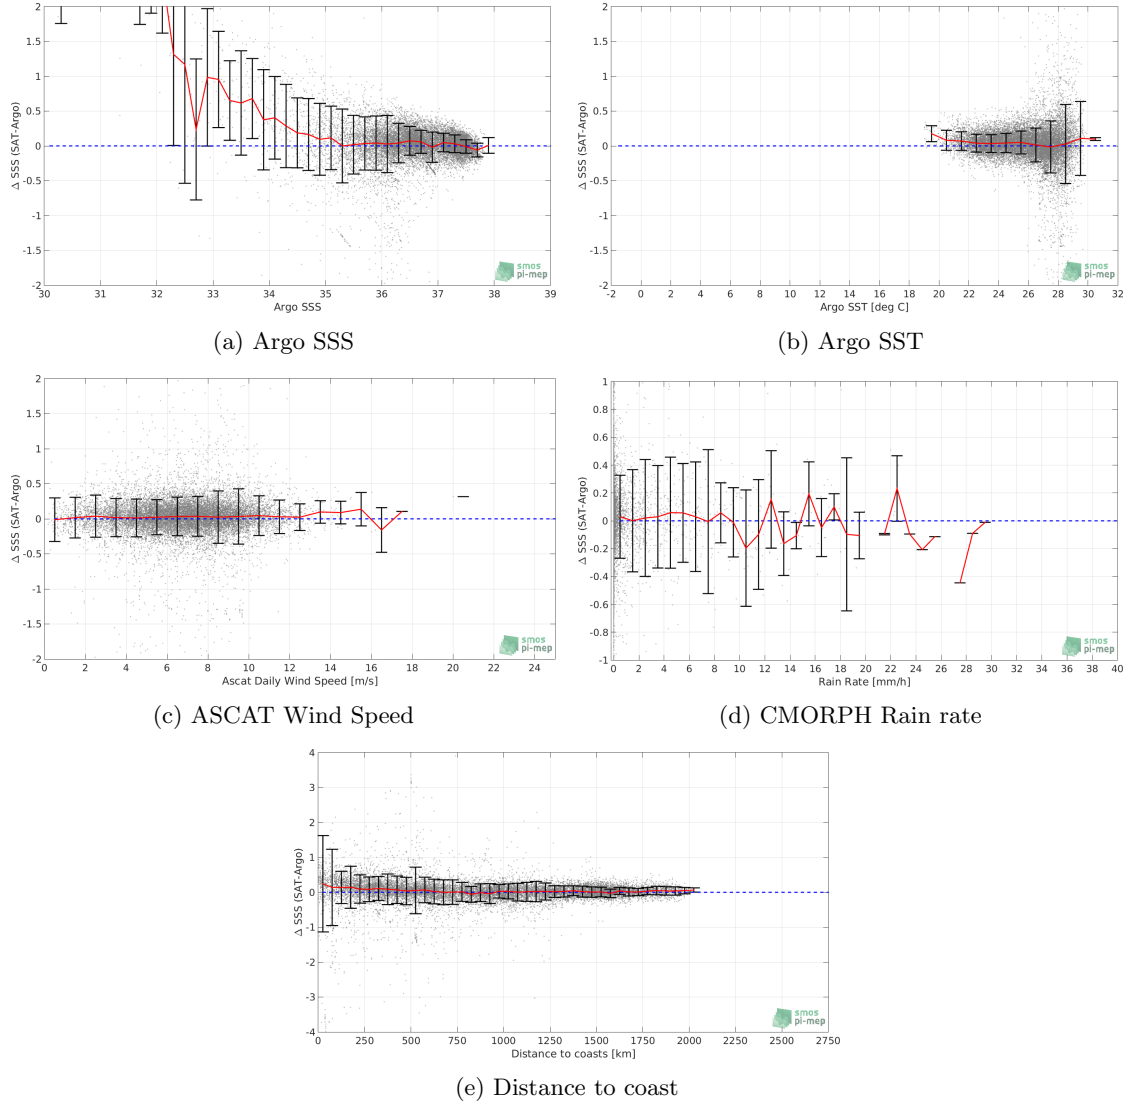 2
1.5
1
0.5
0
-0.5
-1
-1.5
-2
Δ SSS (SAT-Argo)
30 31 32 33 34 35 36 37 38 39
Argo SSS
smos
pi-mep
(a) Argo SSS
2
1.5
1
0.5
0
-0.5
-1
-1.5
-2
Δ SSS (SAT-Argo)
-2 0 2 4 6 8 10 12 14 16 18 20 22 24 26 28 30 32
Argo SST [deg C]
smos
pi-mep
(b) Argo SST
2
1.5
1
0.5
0
-0.5
-1
-1.5
-2
Δ SSS (SAT-Argo)
0 2 4 6 8 10 12 14 16 18 20 22 24
Ascat Daily Wind Speed [m/s]
smos
pi-mep
(c) ASCAT Wind Speed
1
0.8
0.6
0.4
0.2
0
-0.2
-0.4
-0.6
-0.8
-1
Δ SSS (SAT-Argo)
0 2 4 6 8 10 12 14 16 18 20 22 24 26 28 30 32 34 36 38 40
Rain Rate [mm/h]
smos
pi-mep
(d) CMORPH Rain rate
4
3
2
1
0
-1
-2
-3
-4
Δ SSS (SAT-Argo)
0 250 500 750 1000 1250 1500 1750 2000 2250 2500 2750
Distance to coasts [km]
smos
pi-mep
(e) Distance to coast